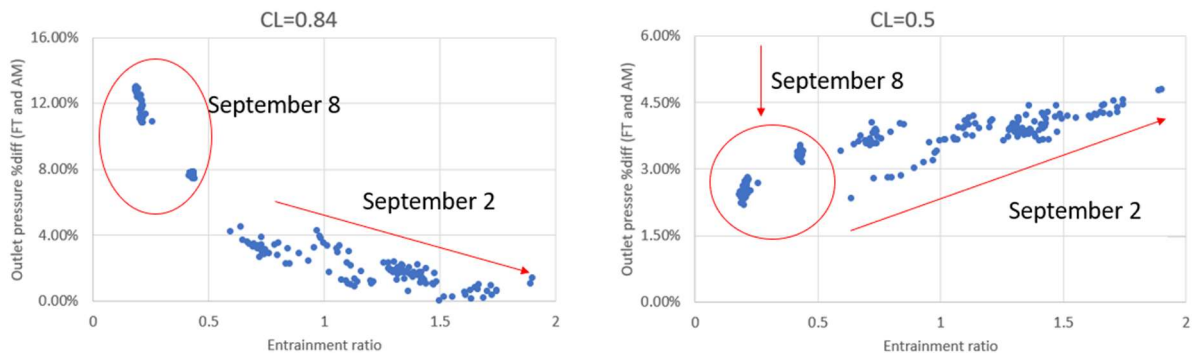 CL=0.84
Outlet pressure %diff (FT and AM)
16.00%
12.00%
8.00%
4.00%
0.00%
September 8
September 2
0
0.5
1
1.5
2
Entrainment ratio
CL=0.5
Outlet pressre %diff (FT and AM)
6.00%
4.50%
3.00%
1.50%
0.00%
September 8
September 2
0
0.5
1
1.5
2
Entrainment ratio